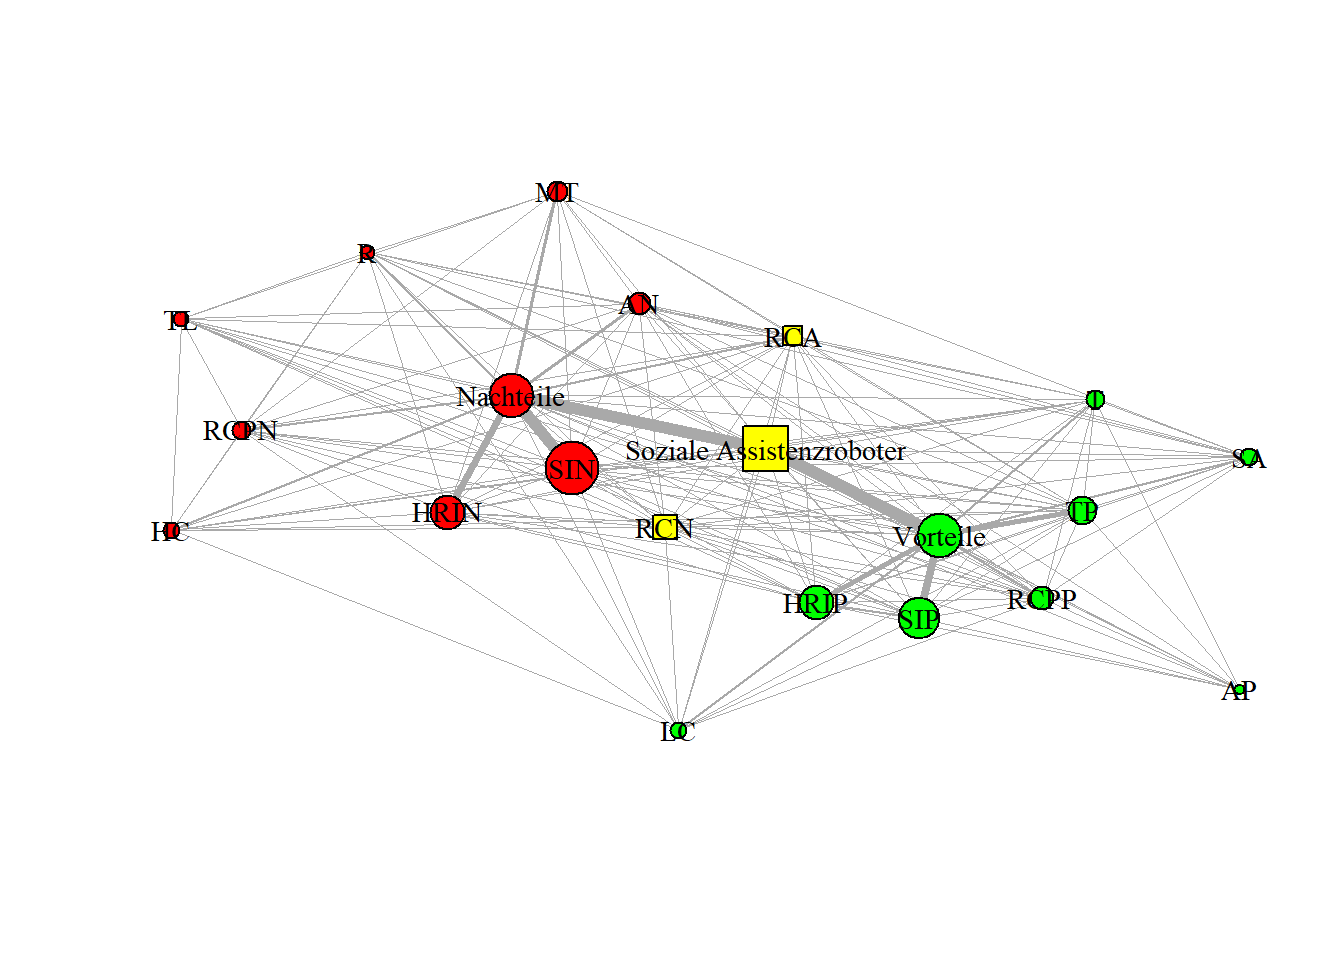 MT
R
AN
TL
RCA
Nachteile
I
RCPN
Soziale Assistenzroboter
SA
SIN
HRIN
TP
HC
RCN
Vorteile
HRIP
RCPP
SIP
AP
LC